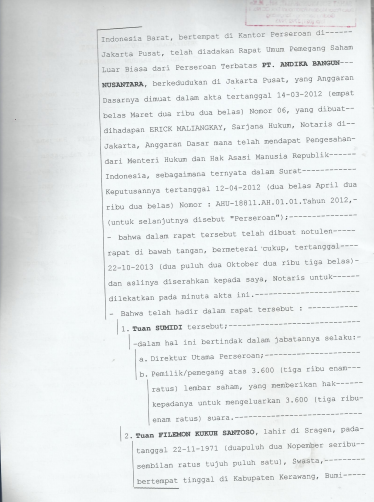 Indonesia Barat, bertempat di Kantor Perseroan di------
Jakarta Pusat, telah diadakan Rapat Umum Pemegang Saham
Luar Biasa dari Perseroan Terbatas PT. ANDIKA BANGUN---
NUSANTARA, berkedudukan di Jakarta Pusat, yang Anggaran
Dasarnya dimuat dalam akta tertanggal 14-03-2012 (empat
belas Maret dua ribu dua belas) Nomor 06, yang dibuat--
dihadapan ERICK MALIANGKAY, Sarjana Hukum, Notaris di--
Jakarta, Anggaran Dasar mana telah mendapat Pengesahan-
dari Menteri Hukum dan Hak Asasi Manusia Republik------
Indonesia, sebagaimana ternyata dalam Surat------------
Keputusannya tertanggal 12-04-2012 (dua belas April dua
ribu dua belas) Nomor : AHU-18811.AH.01.01.Tahun 2012,-
(untuk selanjutnya disebut "Perseroan");---------------
- bahwa dalam rapat tersebut telah dibuat notulen------
rapat di bawah tangan, bermeterai cukup, tertanggal----
22-10-2013 (dua puluh dua Oktober dua ribu tiga belas)-
dan aslinya diserahkan kepada saya, Notaris untuk------
dilekatkan pada minuta akta ini.-----------------------
- Bahwa telah hadir dalam rapat tersebut : ------------
1. Tuan SUMIDI tersebut;-------------------------------
-dalam hal ini bertindak dalam jabatannya selaku:-
a. Direktur Utama Perseroan;----------------------
b. Pemilik/pemegang atas 3.600 (tiga ribu enam----
ratus) lembar saham, yang memberikan hak-------
kepadanya untuk mengeluarkan 3.600 (tiga ribu-
enam ratus) suara.-----------------------------
2. Tuan FILEMON KUKUH SANTOSO, lahir di Sragen, pada-
tanggal 22-11-1971 (duapuluh dua Nopember seribu--
sembilan ratus tujuh puluh satu), Swasta,---------
bertempat tinggal di Kabupaten Kerawang, Bumi-----